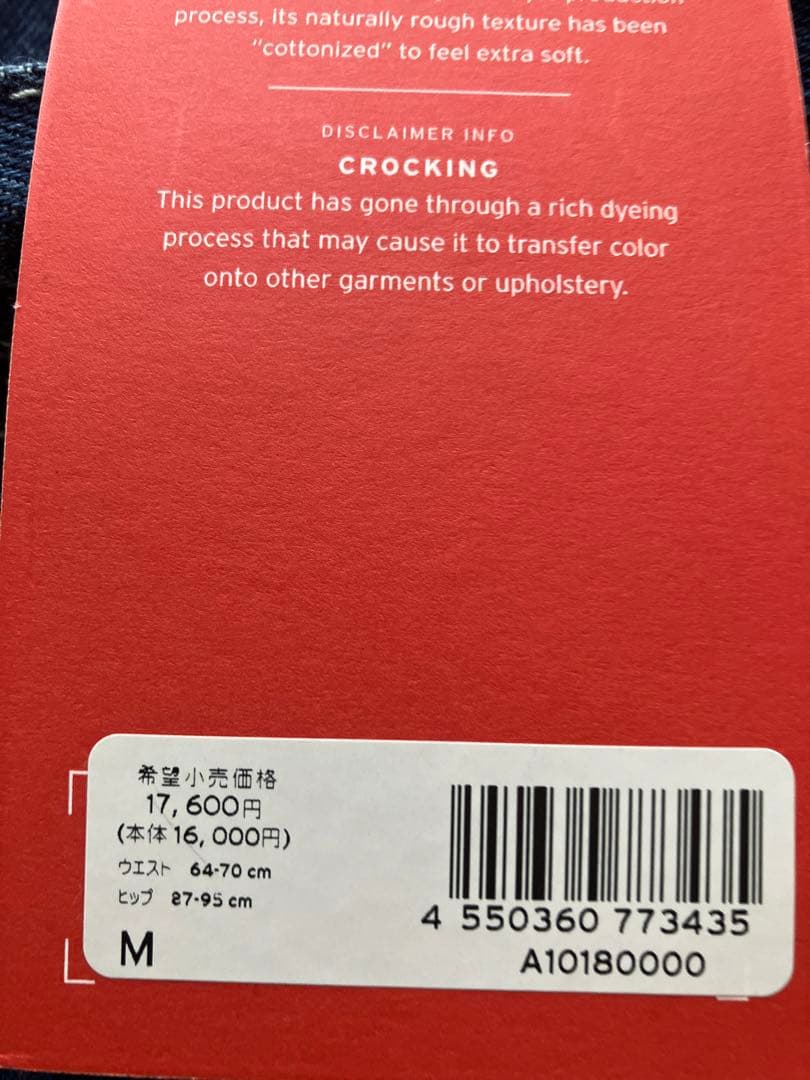 process, its naturally rough texture has been
"cottonized" to feel extra soft.
DISCLAIMER INFO
CROCKING
This product has gone through a rich dyeing
process that may cause it to transfer color
onto other garments or upholstery.
希望小売価格
17,600円
(本体16,000円)
ウエスト 64-70 cm
ヒップ 87-95 cm
M
4 550360 773435
A10180000